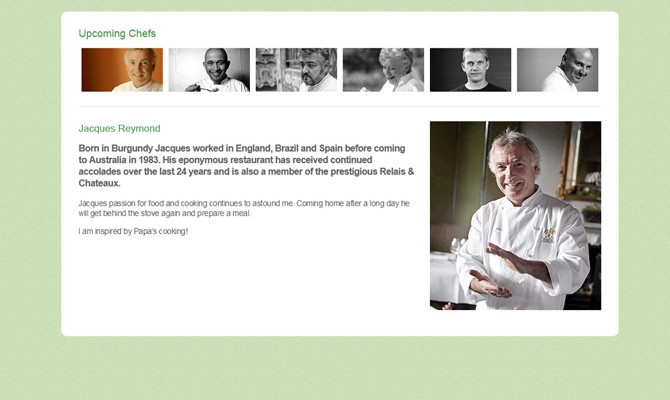 Upcoming Chefs
Jacques Reymond
Born in Burgundy Jacques worked in England, Brazil and Spain before coming
to Australia in 1983. His eponymous restaurant has received continued
accolades over the last 24 years and is also a member of the prestigious Relais &
Chateaux.
Jacques passion for food and cooking continues to astound me. Coming home after a long day he
will get behind the stove again and prepare a meal.
I am inspired by Papa's cooking!